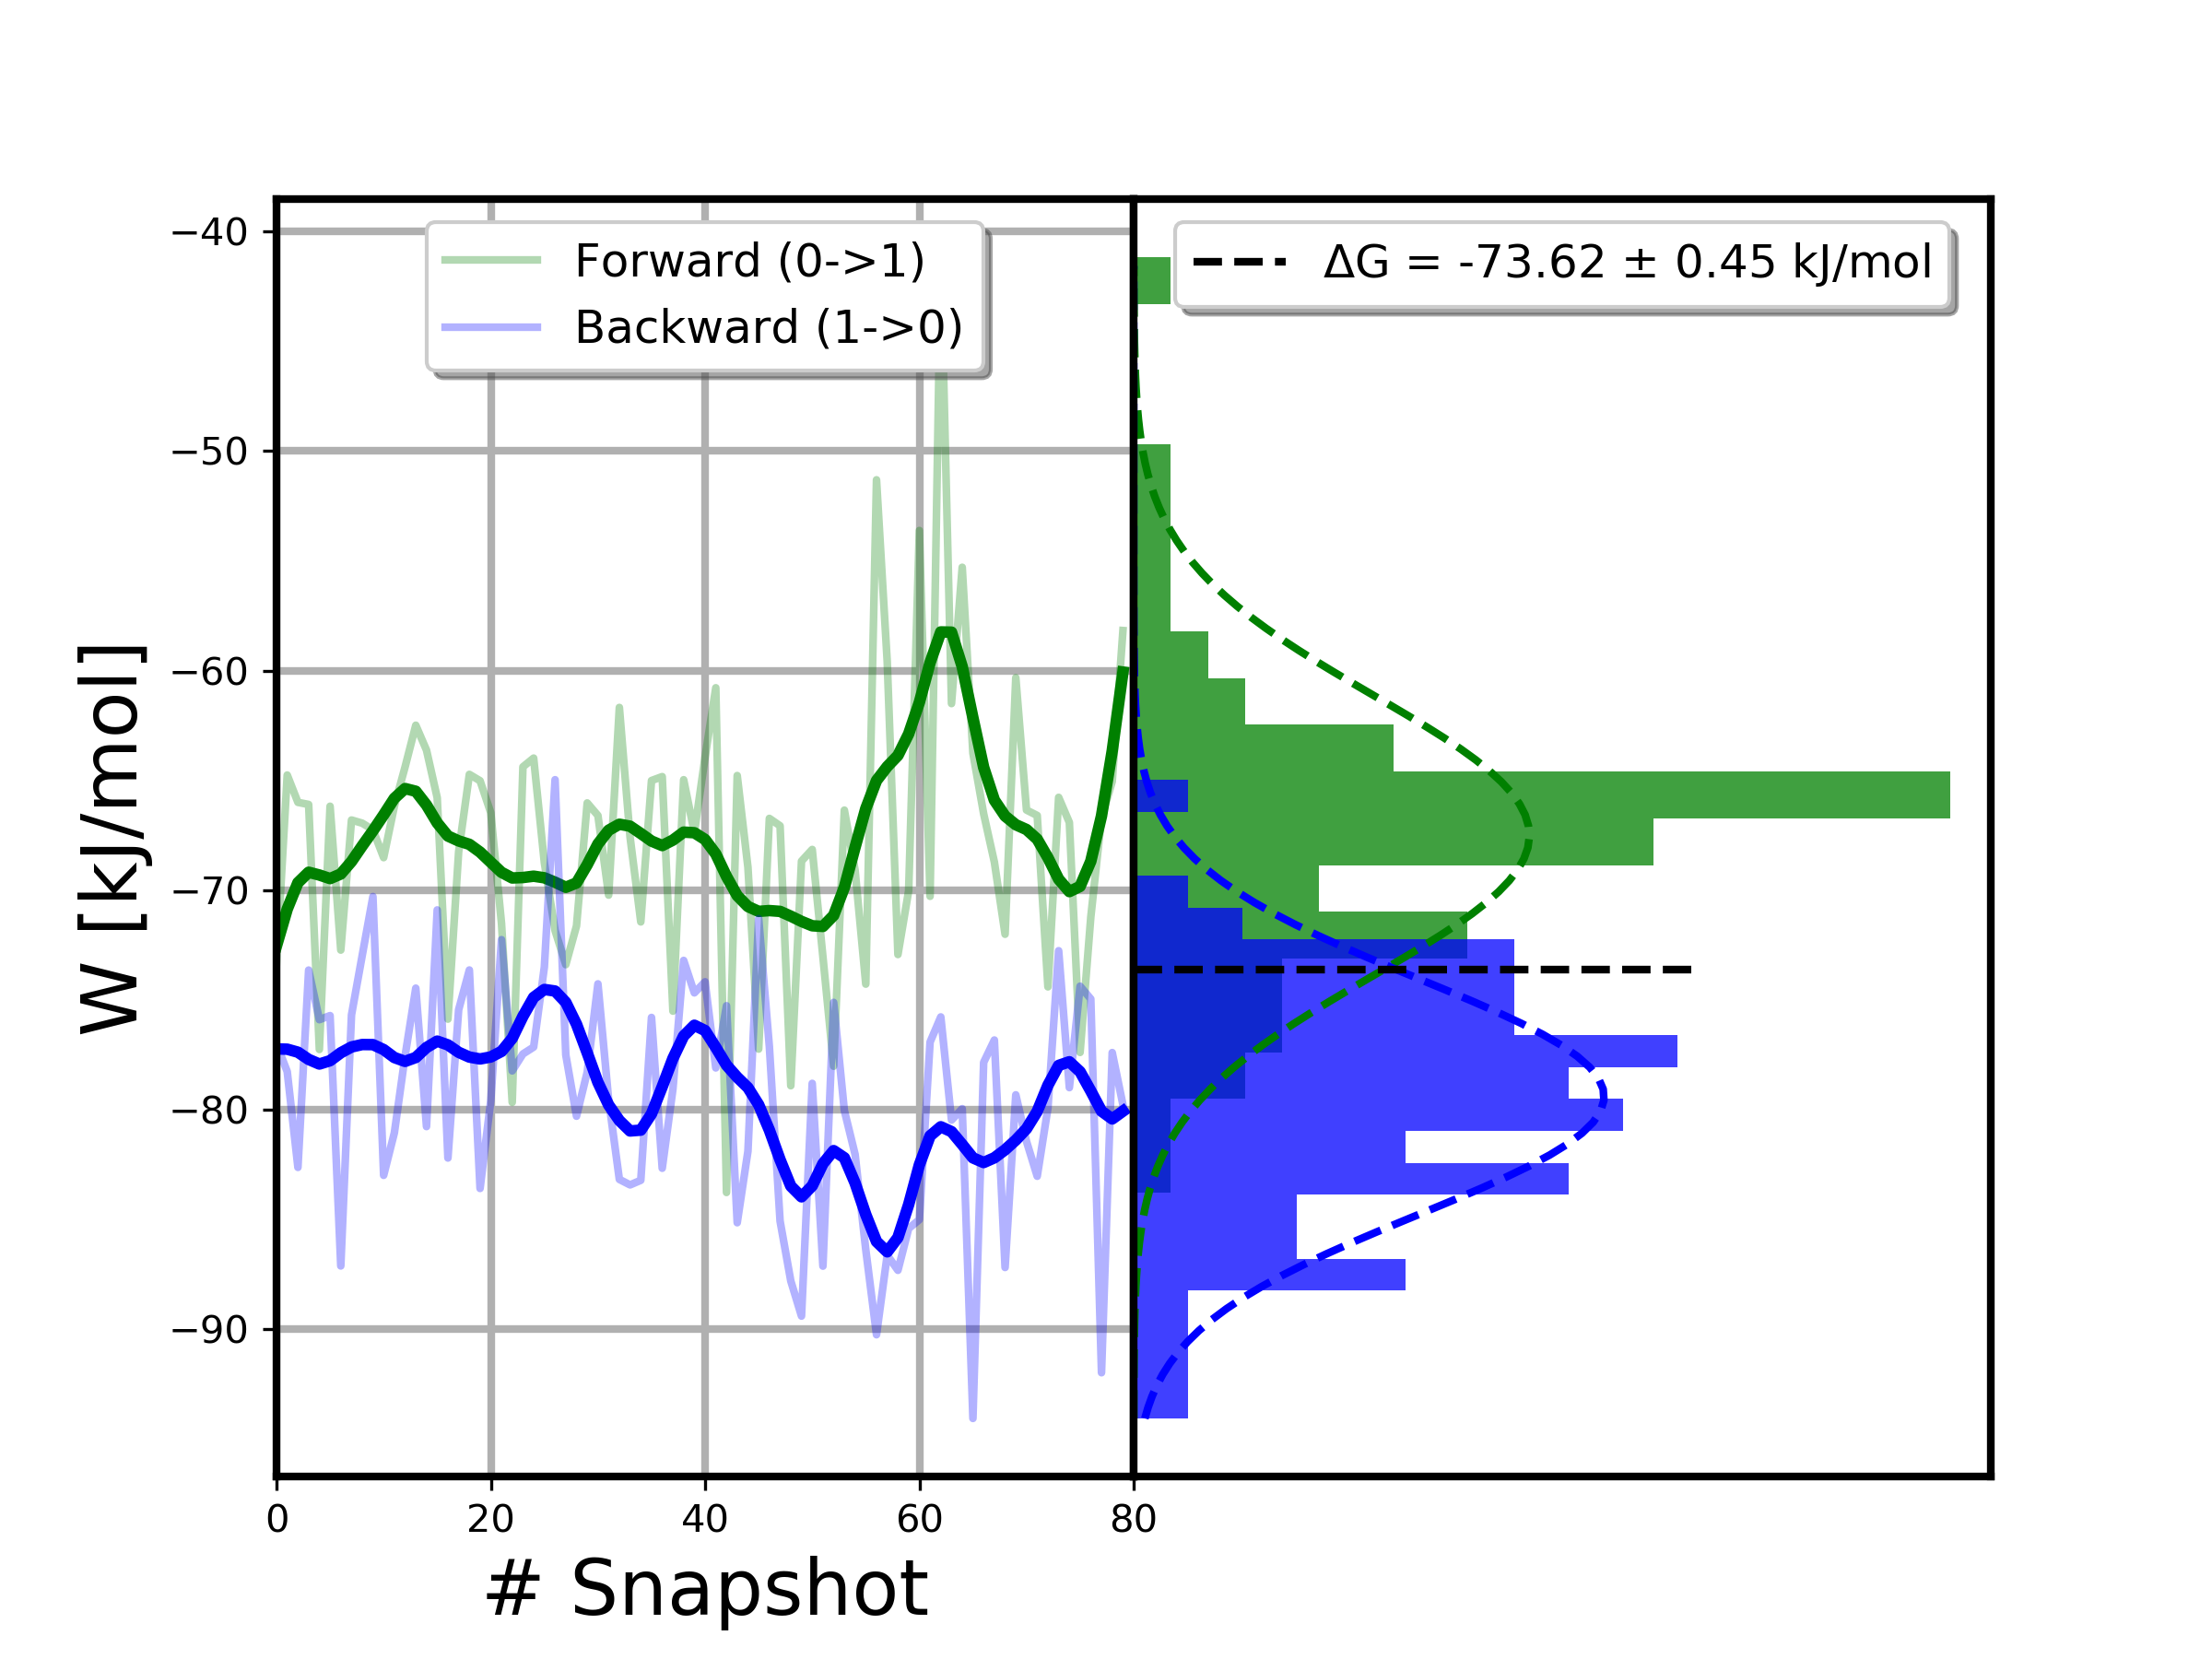 Forward (0->1)
Backward (1->0)
ΔG = -73.62 ± 0.45 kJ/mol
−40
−50
−60
−70
−80
−90
W [kJ/mol]
0 20 40 60 80
# Snapshot